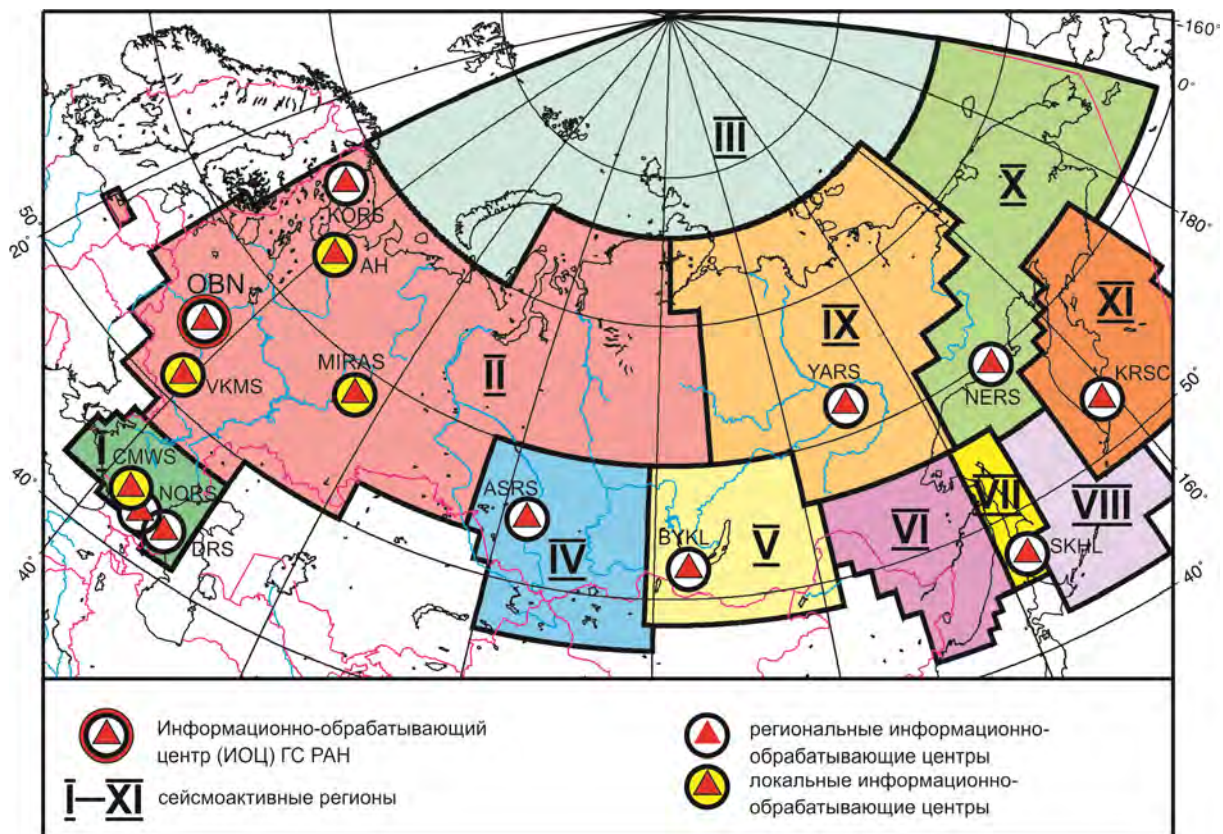 -160°
0°
III
X
180°
KORS
50°
20°
AH
OBN
XI
IX
MIRAS
II
YARS
KRSC
VKMS
NERS
50°
I
CMWS
40°
NORS
ASRS
VII
160°
VIII
DRS
BYKL
V
VI
SKHL
IV
40°
40°
Информационно-обрабатывающий
центр (ИОЦ) ГС РАН
I—XI сейсмоактивные регионы
региональные информационно-
обрабатывающие центры
локальные информационно-
обрабатывающие центры